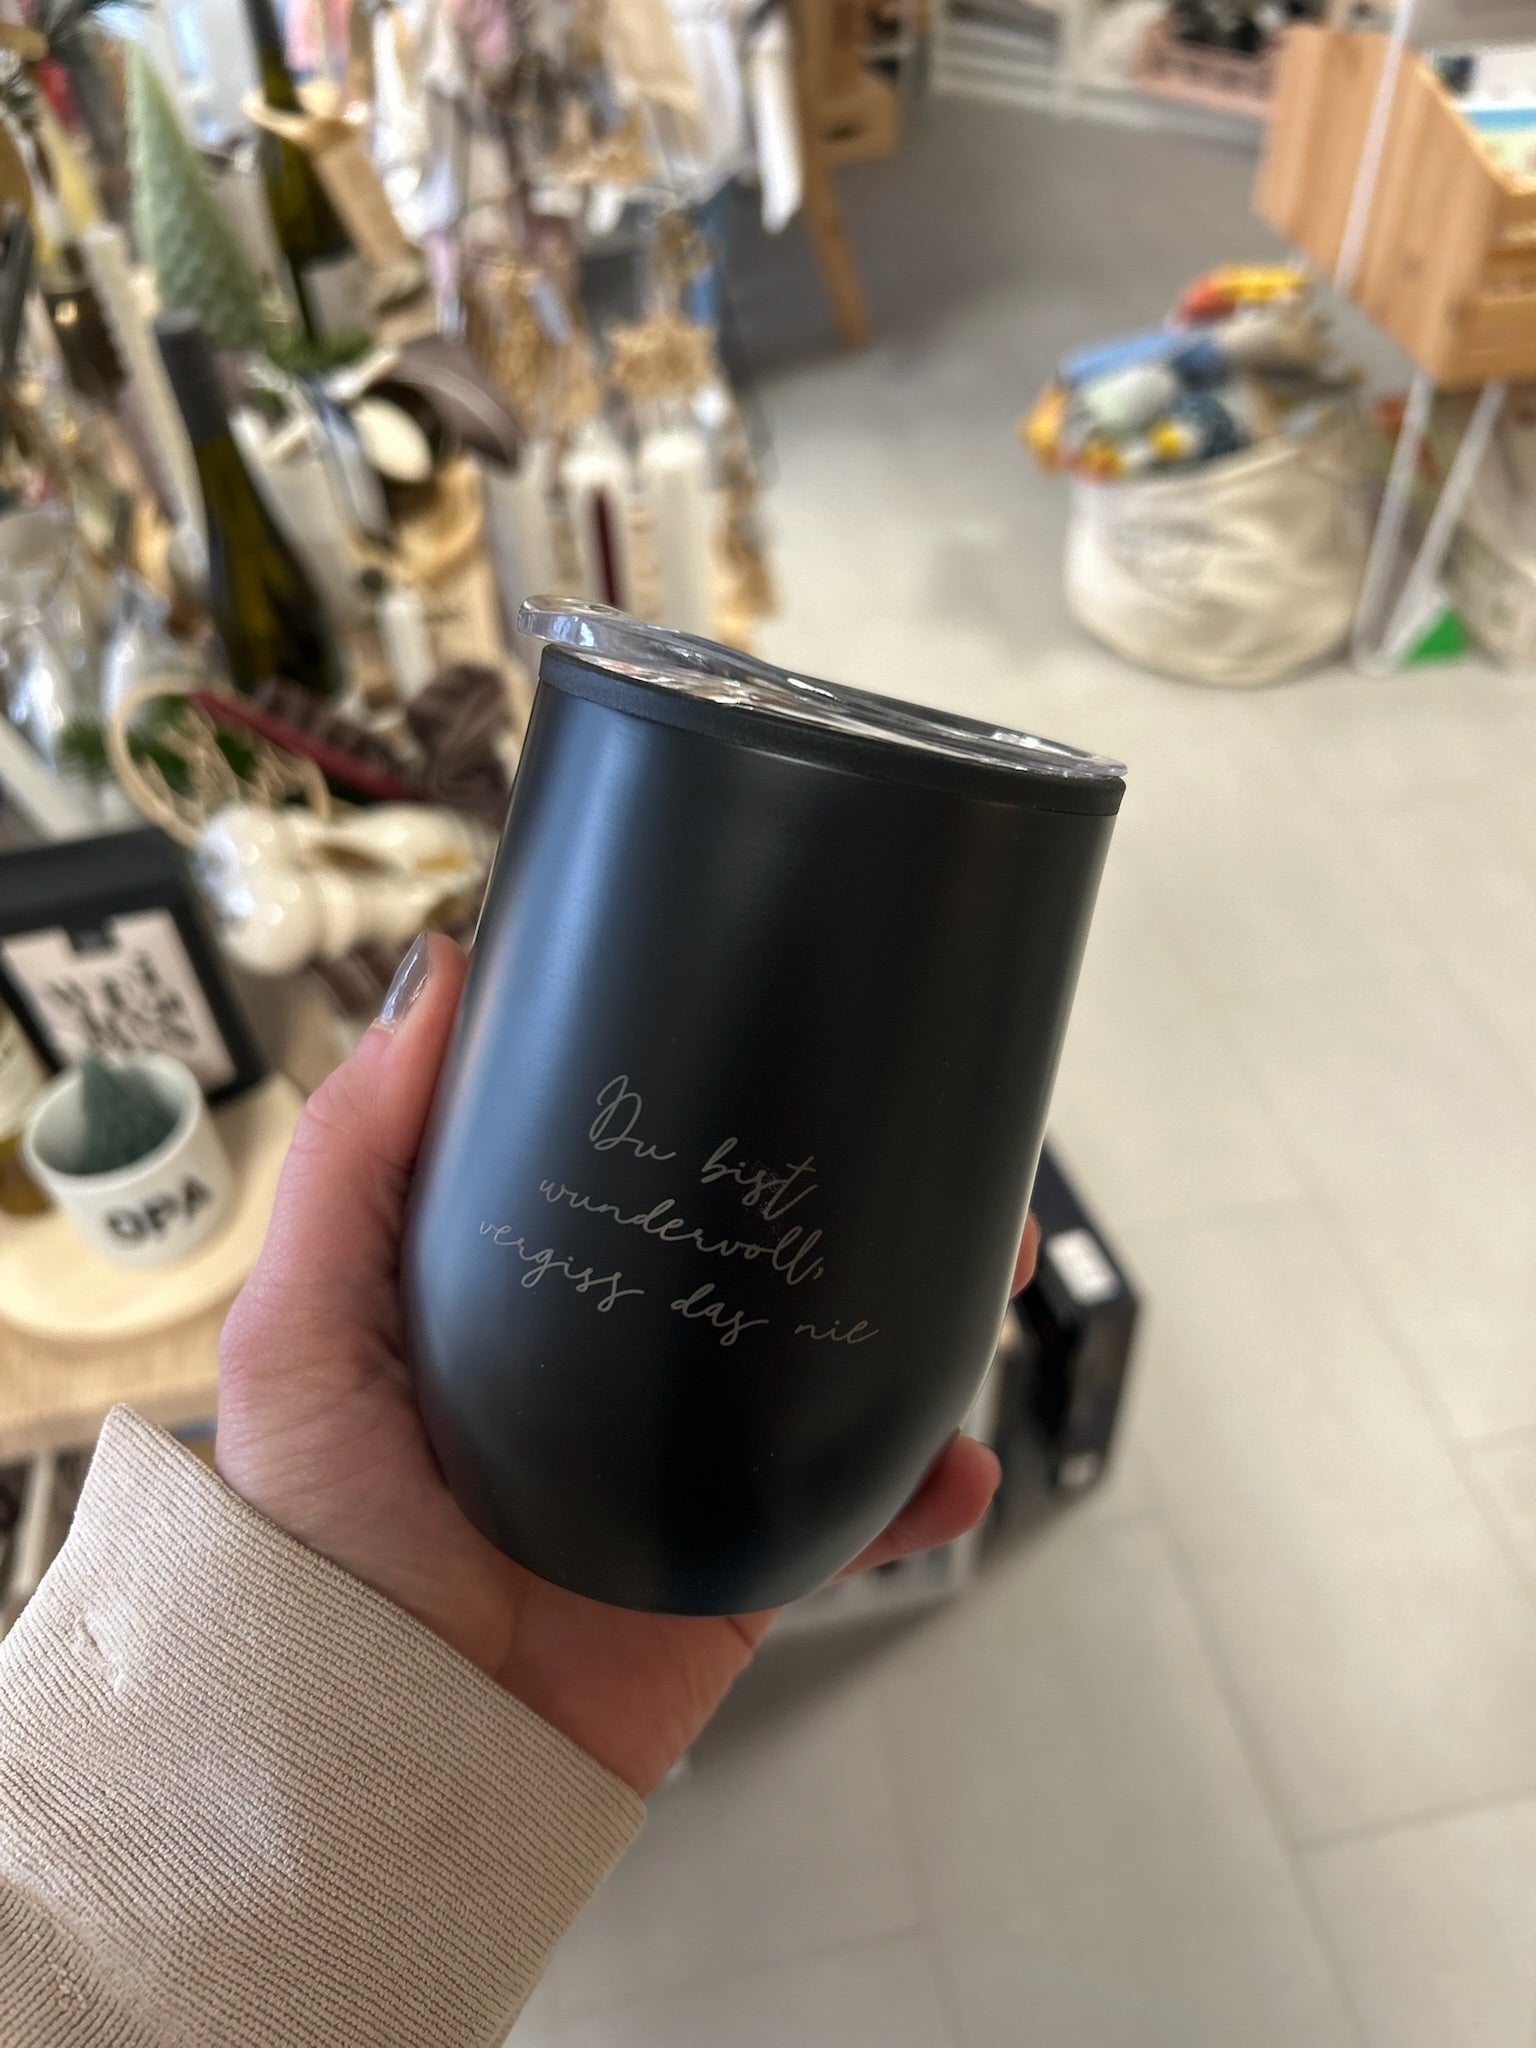 Du bist
wundervoll,
vergiss das nie
OPA